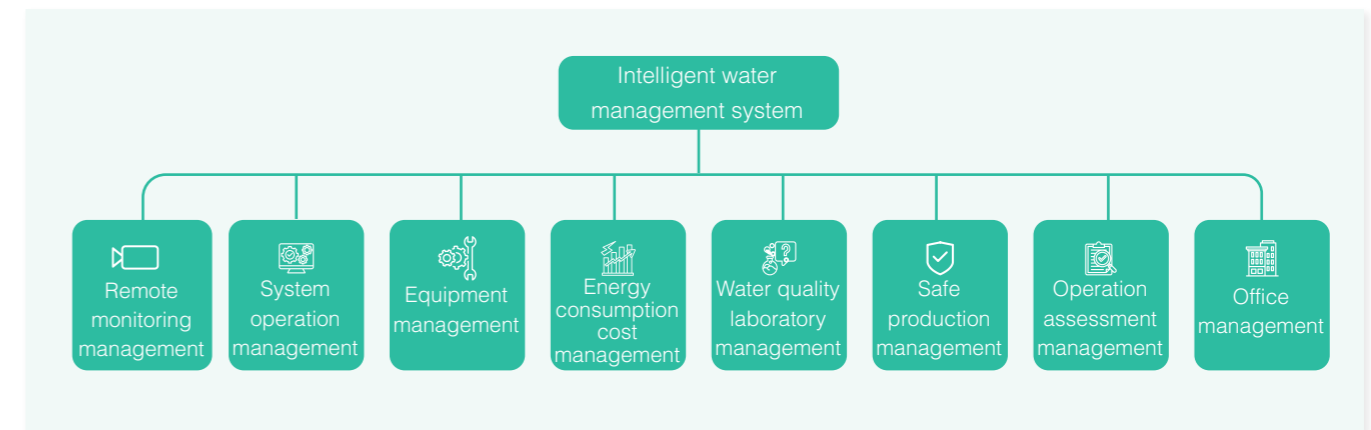 Intelligent water
management system
Remote
monitoring
management
System
operation
management
Equipment
management
Energy
consumption
cost
management
Water quality
laboratory
management
Safe
production
management
Operation
assessment
management
Office
management